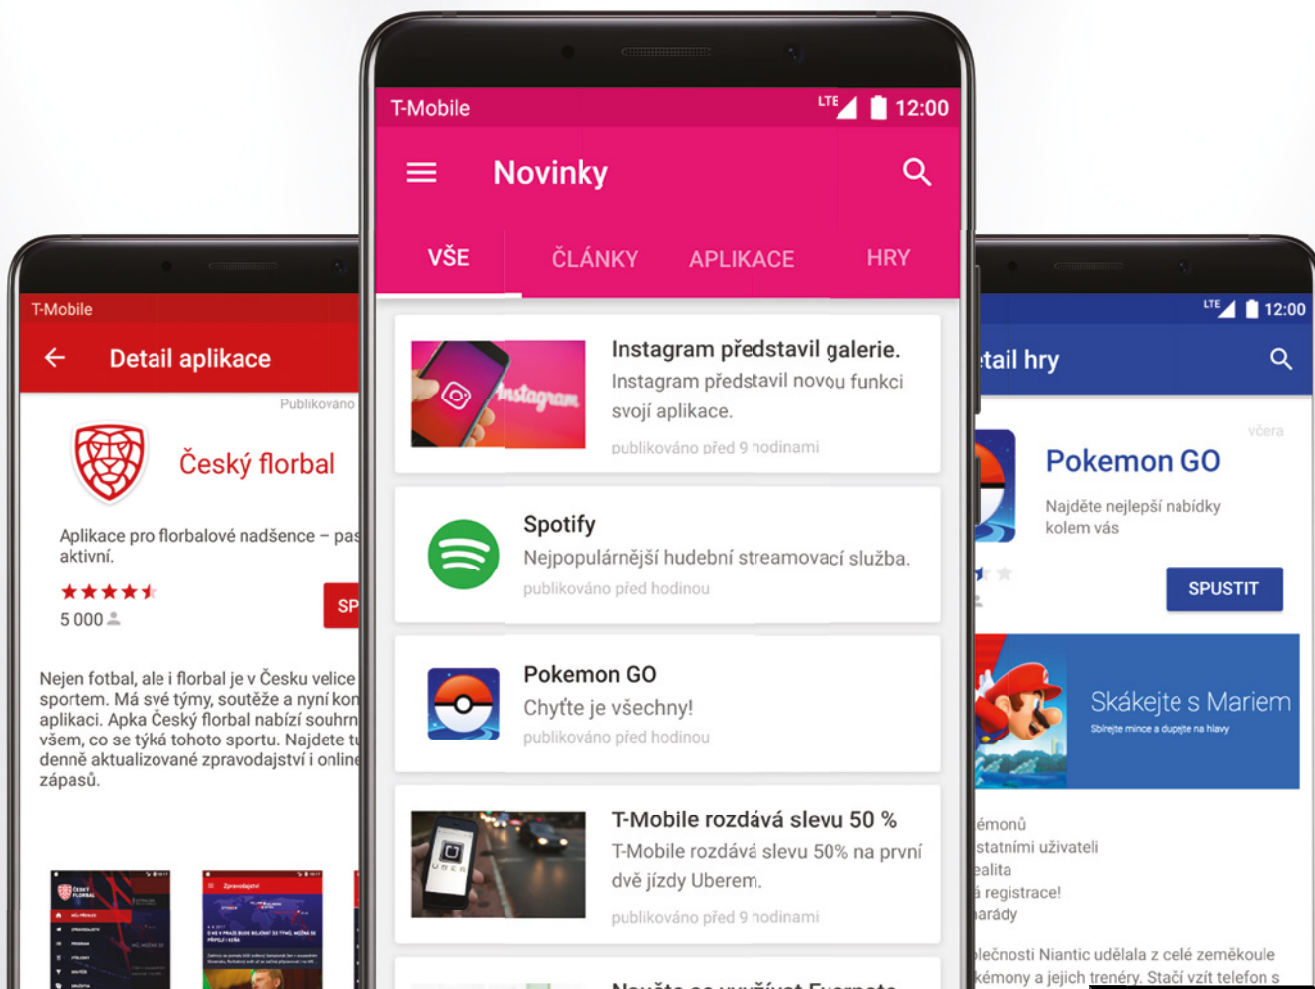 T-Mobile
LTE 12:00
Novinky
VŠE ČLÁNKY APLIKACE HRY
Instagram
Instagram představil galerie.
Instagram představil novou funkci
svojí aplikace.
publikováno před 9 hodinami
Spotify
Nejpopulárnější hudební streamovací služba.
publikováno před hodinou
Pokemon GO
Chyťte je všechny!
publikováno před hodinou
UBER
T-Mobile rozdává slevu 50 %
T-Mobile rozdává slevu 50% na první
dvě jízdy Uberem.
publikováno před 9 hodinami
T-Mobile
Detail aplikace
Publikováno
Český florbal
Aplikace pro florbalové nadšence – pas
aktivní.
5 000
SP
Nejen fotbal, ale i florbal je v Česku velice
sportem. Má své týmy, soutěže a nyní kon
aplikaci. Apka Český florbal nabízí souhrn
všem, co se týká tohoto sportu. Najdete tu
denně aktualizované zpravodajství i online
zápasů.
ČESKÝ
FLORBAL
Zpravodajství
LTE 12:00
tail hry
včera
Pokemon GO
Najděte nejlepší nabídky
kolem vás
SPUSTIT
Skákejte s Mariem
Sbírejte mince a dupejte na hlavy
émonů
statními uživateli
ealita
á registrace!
arády
lečnosti Niantic udělala z celé zeměkoule
kémony a jejich trenéry. Stačí vzít telefon s